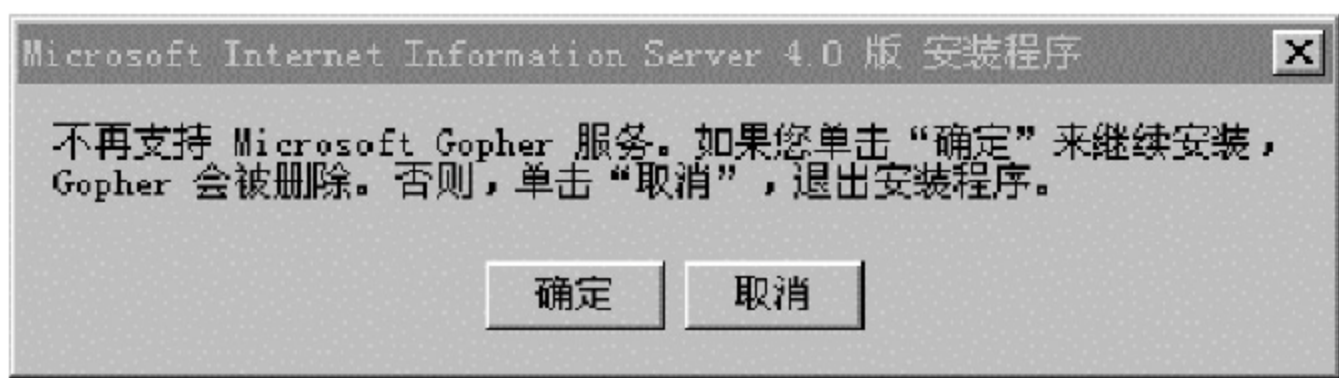 Microsoft Internet Information Server 4.0 版 安装程序
不再支持 Microsoft Gopher 服务。如果您单击“确定”来继续安装，
Gopher 会被删除。否则，单击“取消”，退出安装程序。
确定 取消